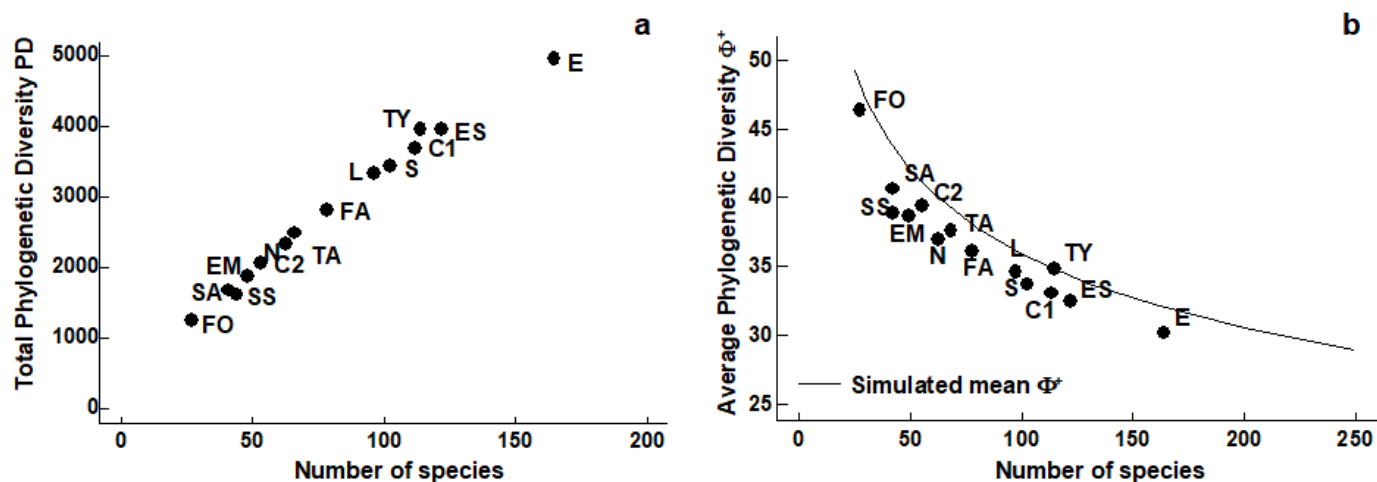 a
Total Phylogenetic Diversity PD
5000
4000
3000
2000
1000
0
E
TY
ES
C1
L
S
FA
N
TA
EM
C2
SA
SS
FO
0 50 100 150 200
Number of species
b
Average Phylogenetic Diversity Φ⁺
50
45
40
35
30
25
FO
SA
C2
SS
EM
TA
N
FA
L
TY
S
ES
C1
E
Simulated mean Φ⁺
0 50 100 150 200 250
Number of species